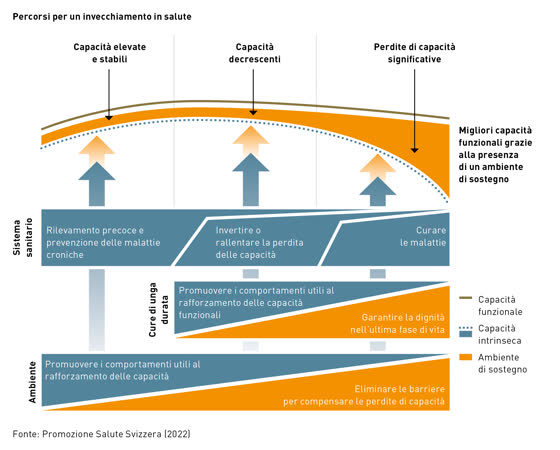 Percorsi per un invecchiamento in salute
Capacità elevate
e stabili
Capacità
decrescenti
Perdite di capacità
significative
Migliori capacità
funzionali grazie
alla presenza
di un ambiente
di sostegno
Sistema
sanitario
Rilevamento precoce e
prevenzione delle malattie
croniche
Invertire o
rallentare la perdita
delle capacità
Curare
le malattie
Cure di unga
durata
Promuovere i comportamenti utili al
rafforzamento delle capacità
funzionali
Garantire la dignità
nell'ultima fase di vita
Capacità
funzionale
Capacità
intrinseca
Ambiente
di sostegno
Ambiente
Promuovere i comportamenti utili al
rafforzamento delle capacità
Eliminare le barriere
per compensare le perdite di capacità
Fonte: Promozione Salute Svizzera (2022)